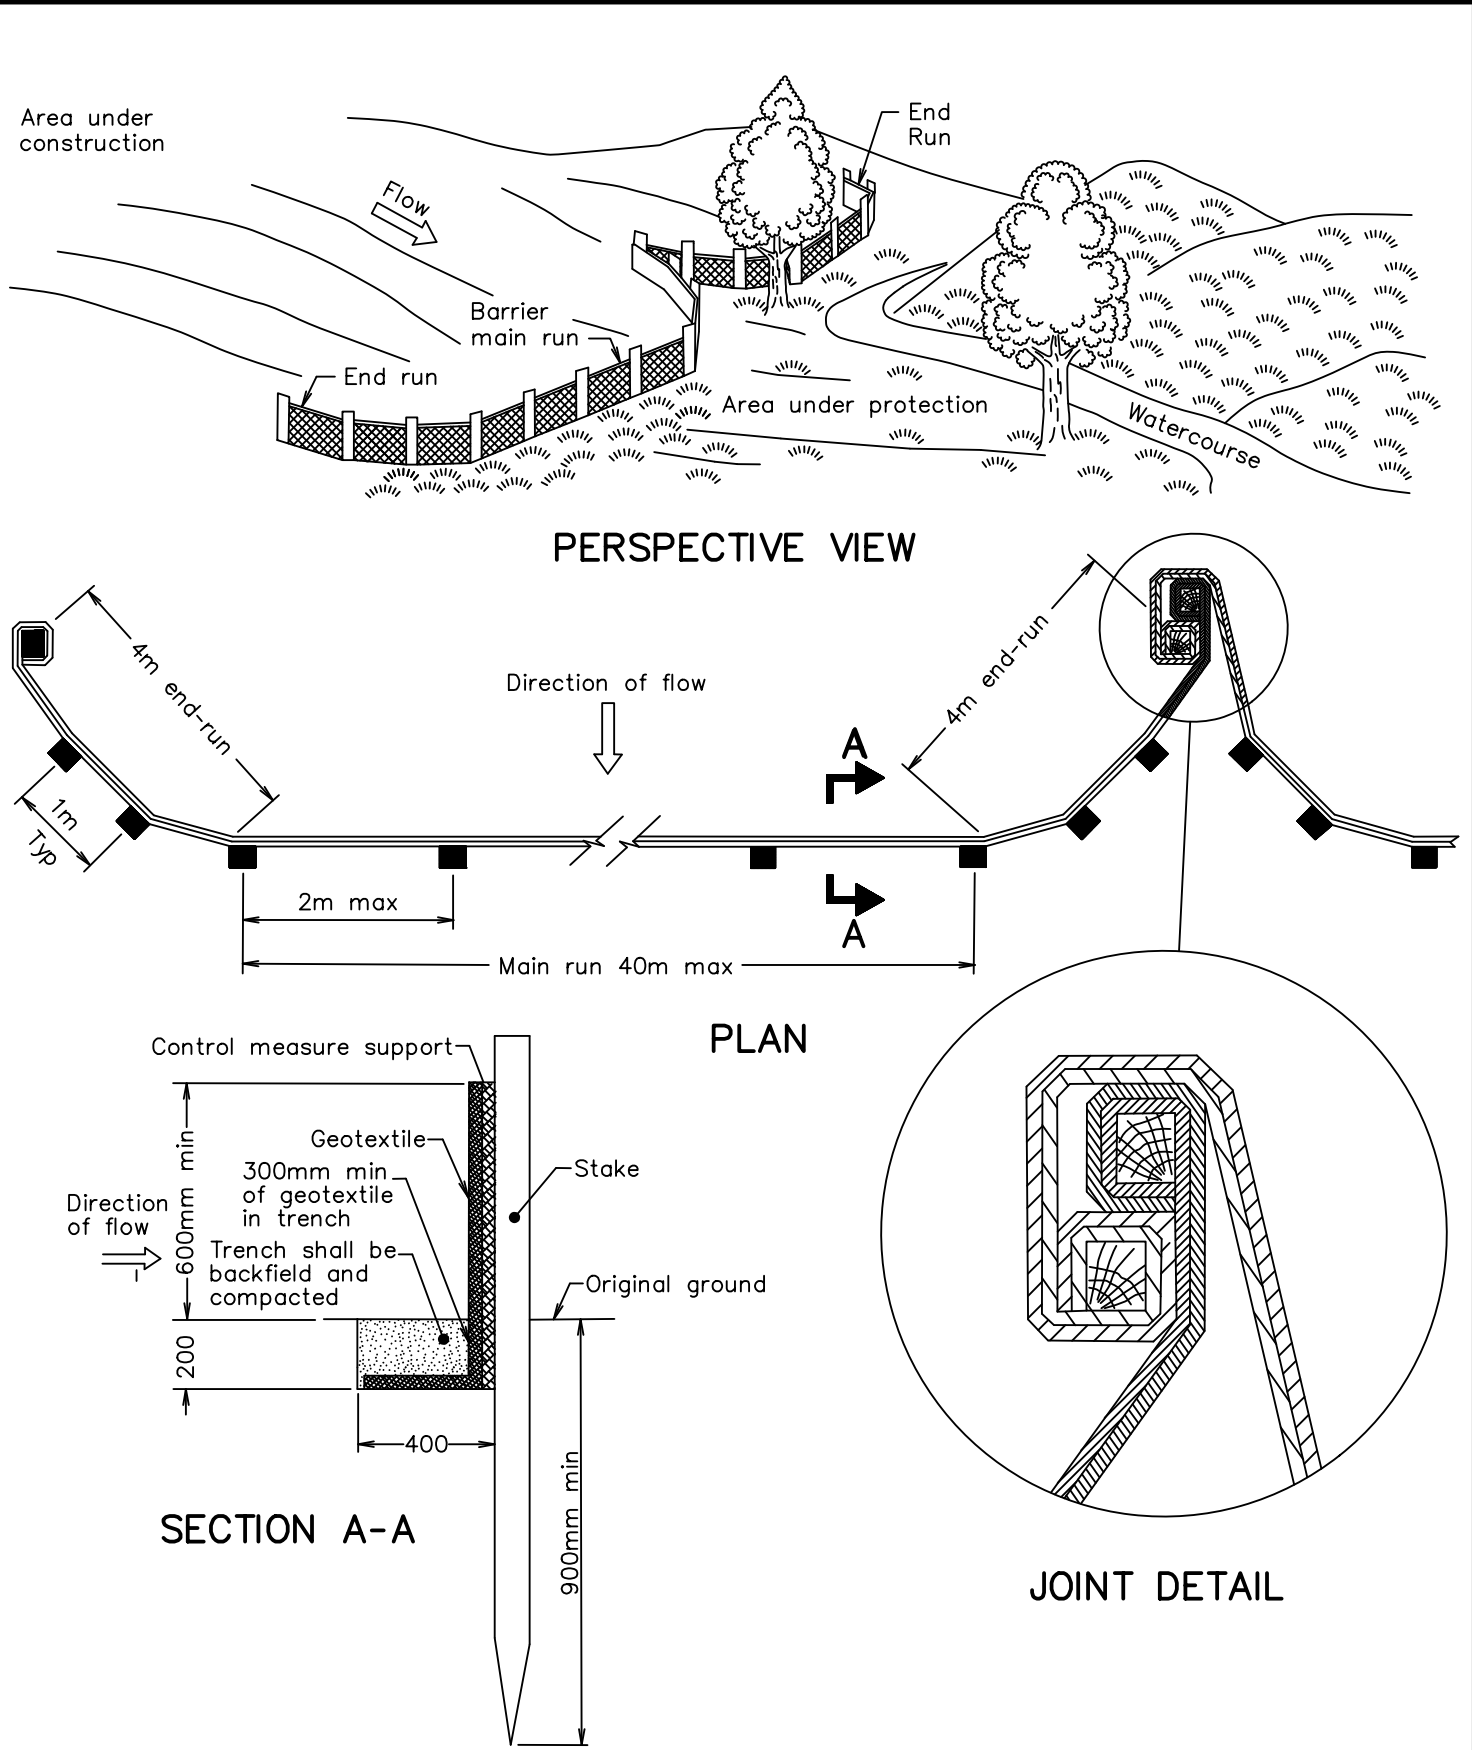 Area under
construction
Flow
End
Run
Barrier
main run
End run
Area under protection
Watercourse
PERSPECTIVE VIEW
4m end-run
1m
Typ
Direction of flow
4m end-run
A
A
2m max
Main run 40m max
PLAN
Control measure support
Geotextile
300mm min
of geotextile
in trench
Trench shall be
backfield and
compacted
Direction
of flow
600mm min
200
400
Stake
Original ground
900mm min
SECTION A-A
JOINT DETAIL